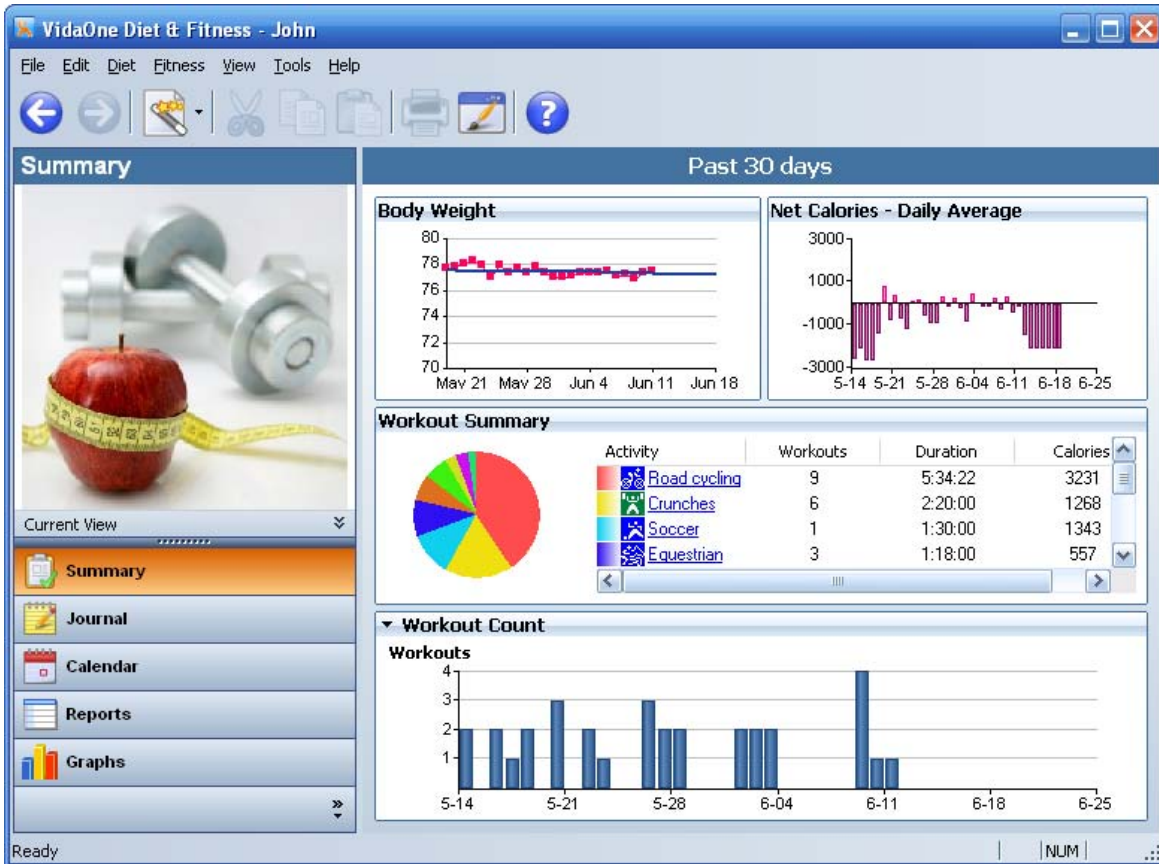 VidaOne Diet & Fitness - John
File Edit Diet Fitness View Tools Help
Summary
Past 30 days
Body Weight
80
78
76
74
72
70
May 21 May 28 Jun 4 Jun 11 Jun 18
Net Calories - Daily Average
3000
1000
-1000
-3000
5-14 5-21 5-28 6-04 6-11 6-18 6-25
Workout Summary
Activity Workouts Duration Calories
Road cycling 9 5:34:22 3231
Crunches 6 2:20:00 1268
Soccer 1 1:30:00 1343
Equestrian 3 1:18:00 557
Current View
Summary
Journal
Calendar
Reports
Graphs
Workout Count
Workouts
4
3
2
1
5-14 5-21 5-28 6-04 6-11 6-18 6-25
Ready
NUM